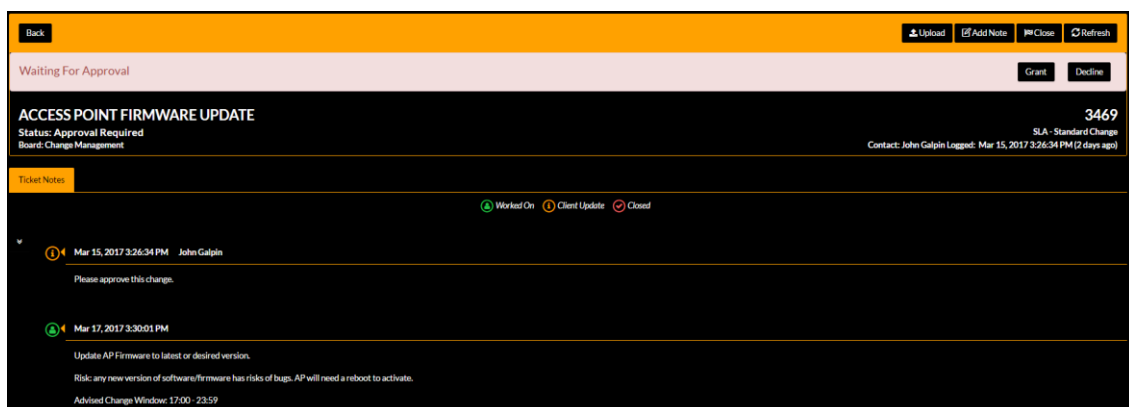 Back
Upload
Add Note
Close
Refresh
Waiting For Approval
Grant
Decline
ACCESS POINT FIRMWARE UPDATE
3469
Status: Approval Required
SLA - Standard Change
Board: Change Management
Contact: John Galpin Logged: Mar 15, 2017 3:26:34 PM (2 days ago)
Ticket Notes
Worked On
Client Update
Closed
Mar 15, 2017 3:26:34 PM John Galpin
Please approve this change.
Mar 17, 2017 3:30:01 PM
Update AP Firmware to latest or desired version.
Risk: any new version of software/firmware has risks of bugs. AP will need a reboot to activate.
Advised Change Window: 17:00 - 23:59